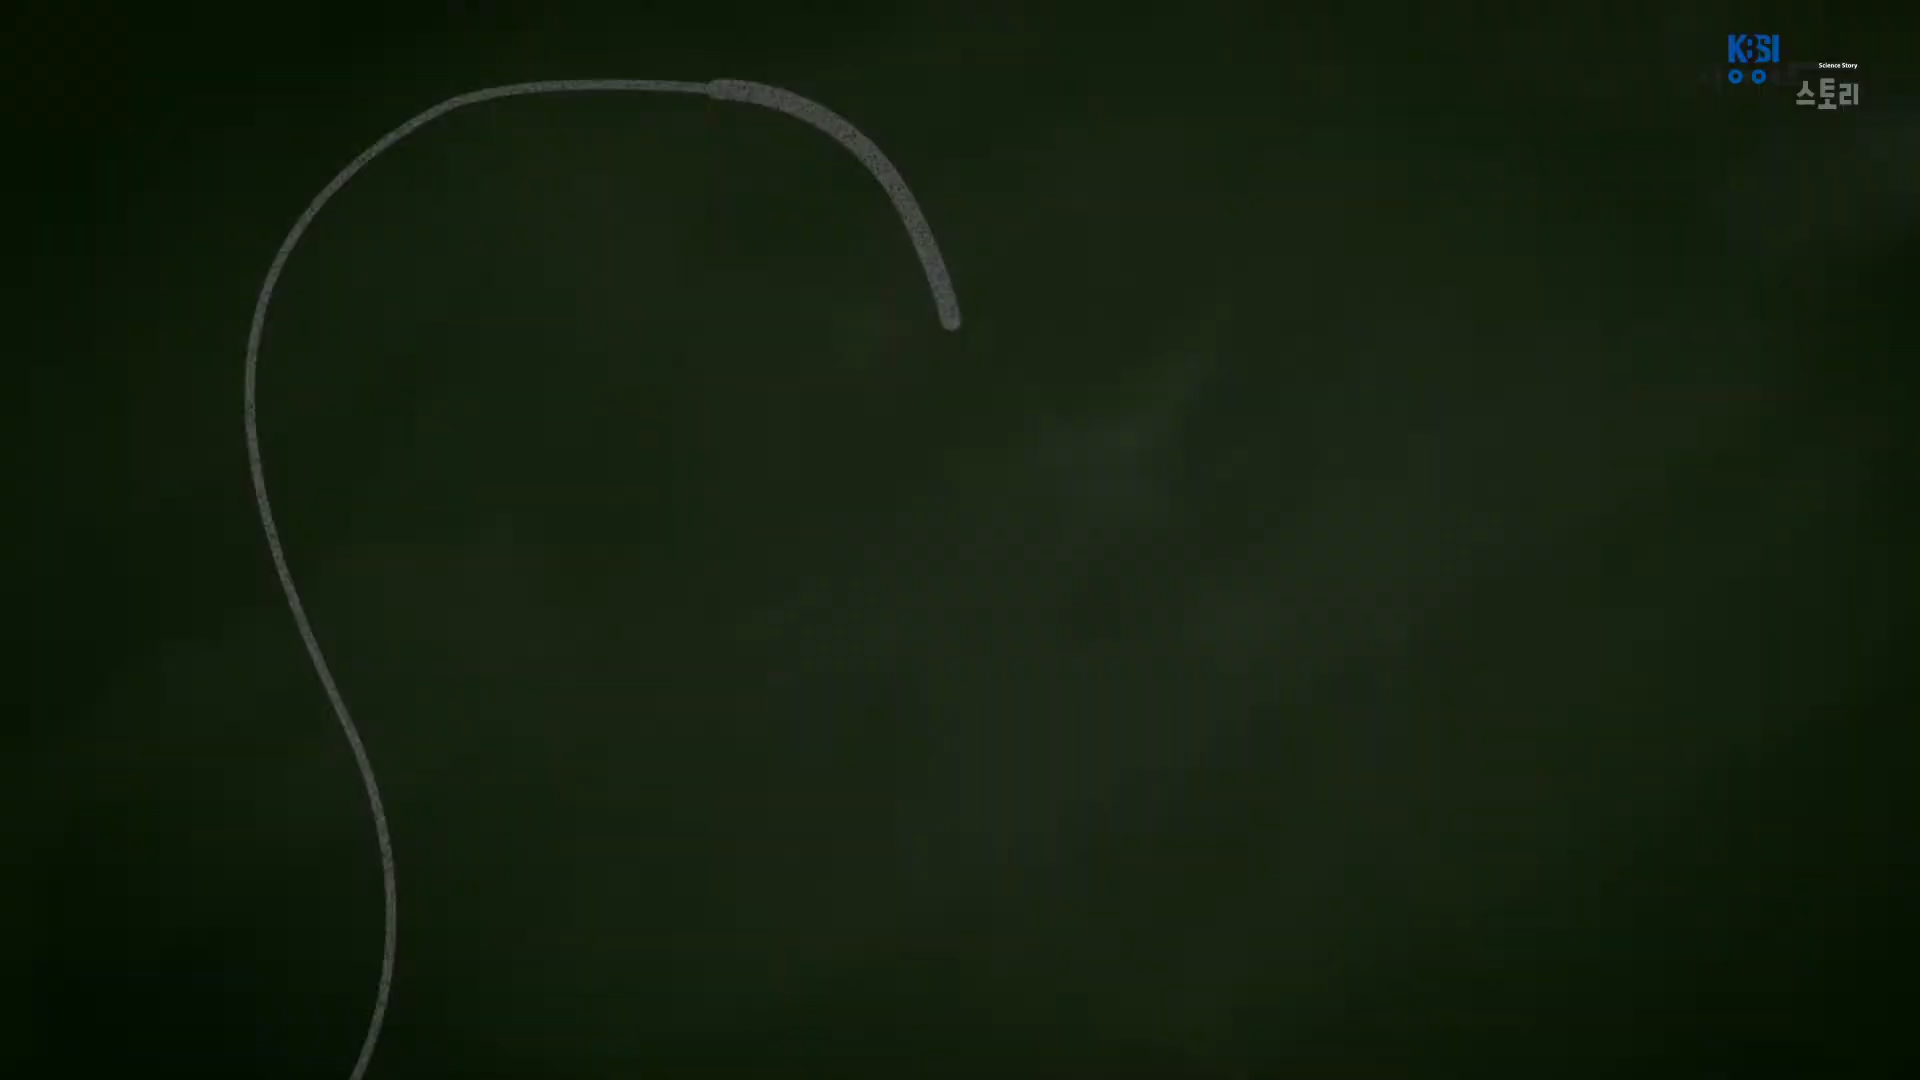 KBSI
Science Story
스토리